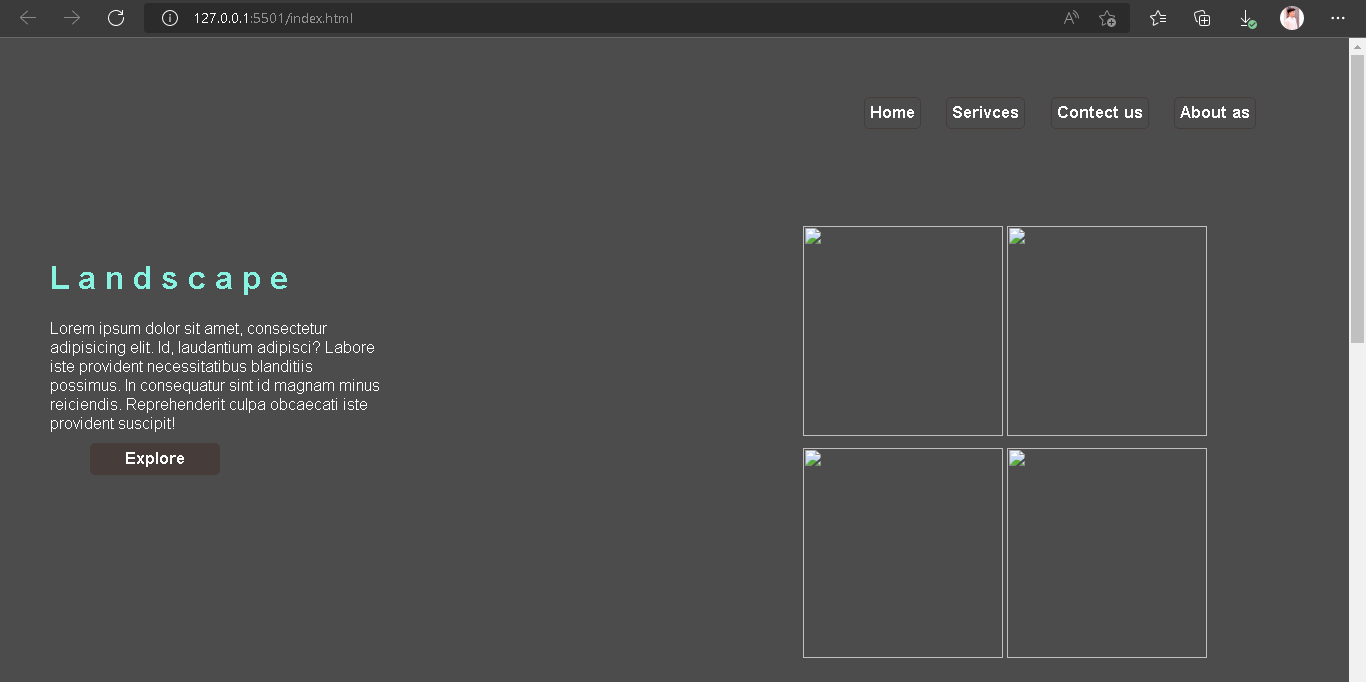 127.0.0.1:5501/index.html
Home Serivces Contect us About as
Landscape
Lorem ipsum dolor sit amet, consectetur
adipisicing elit. Id, laudantium adipisci? Labore
iste provident necessitatibus blanditiis
possimus. In consequatur sint id magnam minus
reiciendis. Reprehenderit culpa obcaecati iste
provident suscipit!
Explore